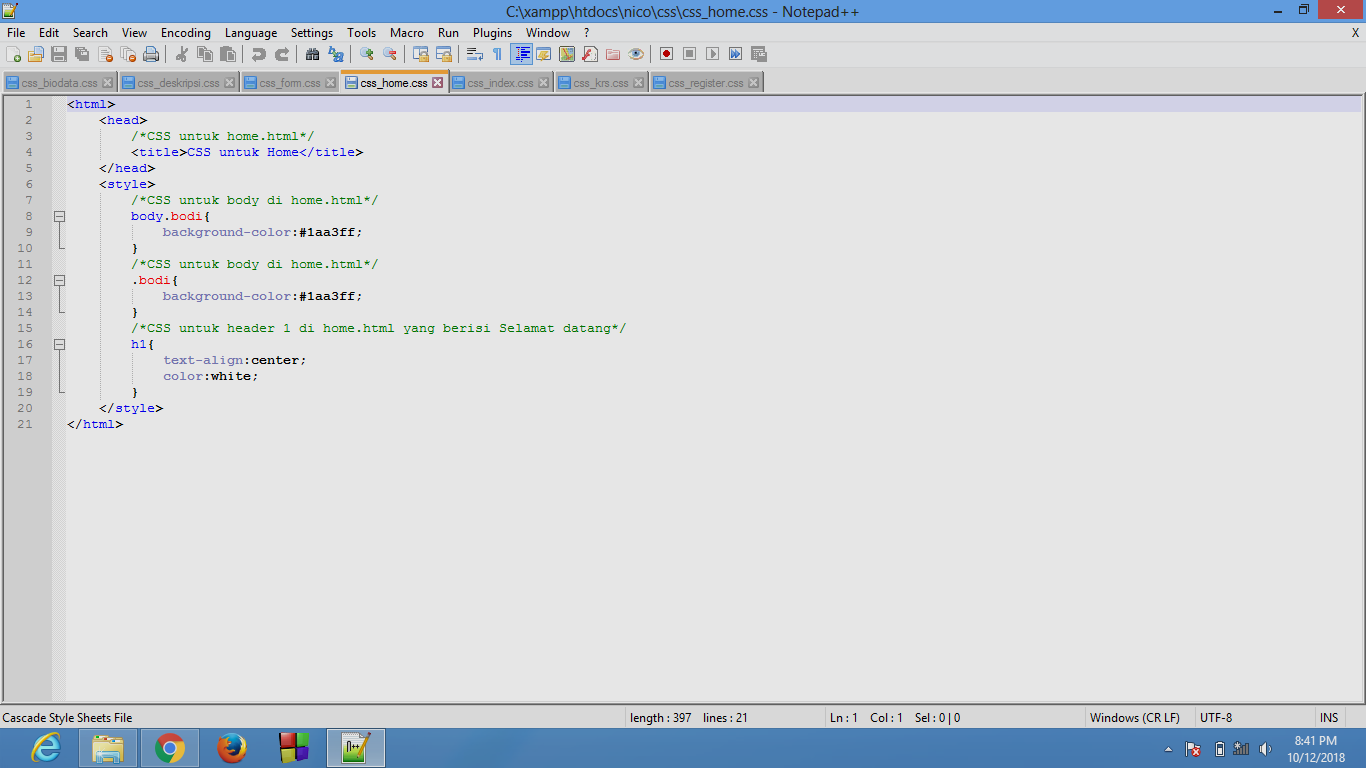 C:\xampp\htdocs\nico\css\css_home.css - Notepad++
File Edit Search View Encoding Language Settings Tools Macro Run Plugins Window ? X
css_biodata.css css_deskripsi.css css_form.css css_home.css css_index.css css_krs.css css_register.css
1 <html>
2 <head>
3 /*CSS untuk home.html*/
4 <title>CSS untuk Home</title>
5 </head>
6 <style>
7 /*CSS untuk body di home.html*/
8 body.bodi{
9 background-color:#1aa3ff;
10 }
11 /*CSS untuk body di home.html*/
12 .bodi{
13 background-color:#1aa3ff;
14 }
15 /*CSS untuk header 1 di home.html yang berisi Selamat datang*/
16 h1{
17 text-align:center;
18 color:white;
19 }
20 </style>
21 </html>
Cascade Style Sheets File length : 397 lines : 21 Ln : 1 Col : 1 Sel : 0 | 0 Windows (CR LF) UTF-8 INS
8:41 PM
10/12/2018